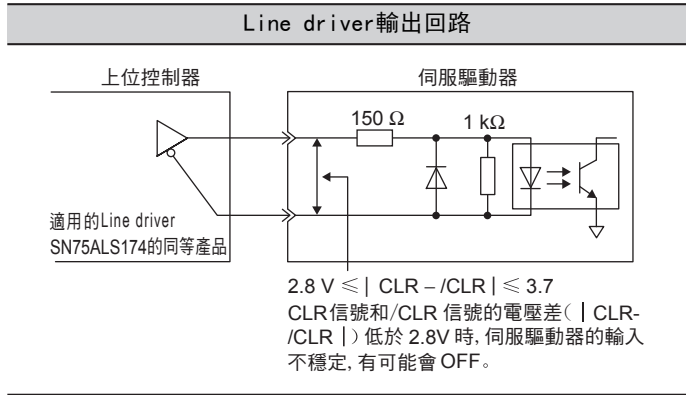 Line driver輸出回路
上位控制器
伺服驅動器
150 Ω
1 kΩ
適用的Line driver
SN75ALS174的同等產品
2.8 V ≤ | CLR – /CLR | ≤ 3.7
CLR信號和/CLR 信號的電壓差(｜CLR-
/CLR｜) 低於 2.8V 時, 伺服驅動器的輸入
不穩定, 有可能會 OFF。